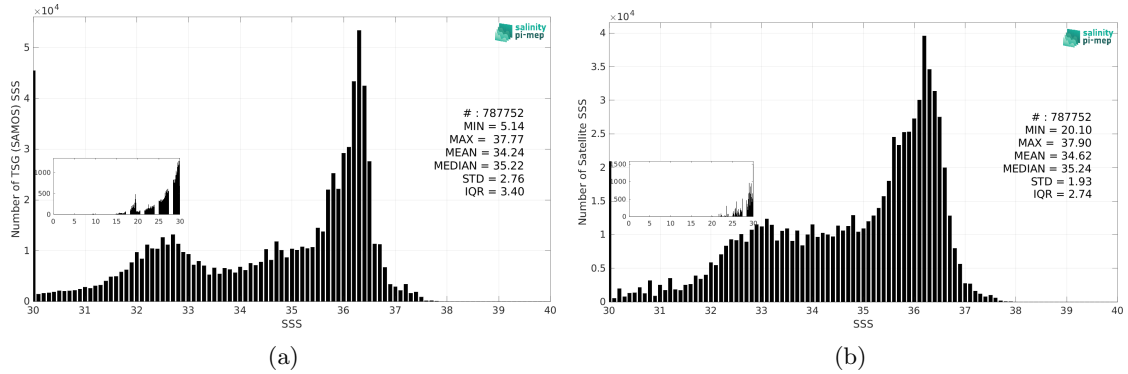 ×10⁴
salinity
pi-mep
Number of TSG (SAMOS) SSS
5
4
3
2
1
0
# : 787752
MIN = 5.14
MAX = 37.77
MEAN = 34.24
MEDIAN = 35.22
STD = 2.76
IQR = 3.40
1000
500
0
0 5 10 15 20 25 30
30 31 32 33 34 35 36 37 38 39 40
SSS
(a)
×10⁴
salinity
pi-mep
Number of Satellite SSS
4
3.5
3
2.5
2
1.5
1
0.5
0
# : 787752
MIN = 20.10
MAX = 37.90
MEAN = 34.62
MEDIAN = 35.24
STD = 1.93
IQR = 2.74
1500
1000
500
0
0 5 10 15 20 25 30
30 31 32 33 34 35 36 37 38 39 40
SSS
(b)